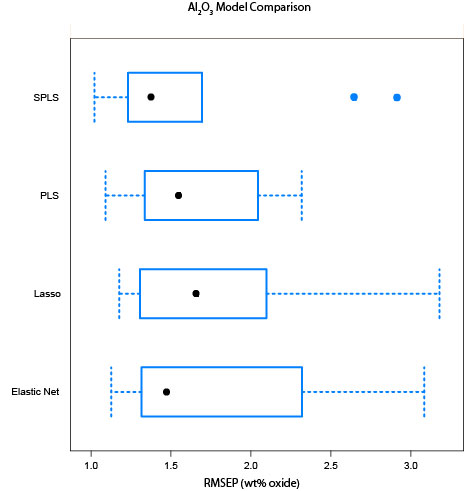 Al₂O₃ Model Comparison
SPLS
PLS
Lasso
Elastic Net
1.0 1.5 2.0 2.5 3.0
RMSEP (wt% oxide)